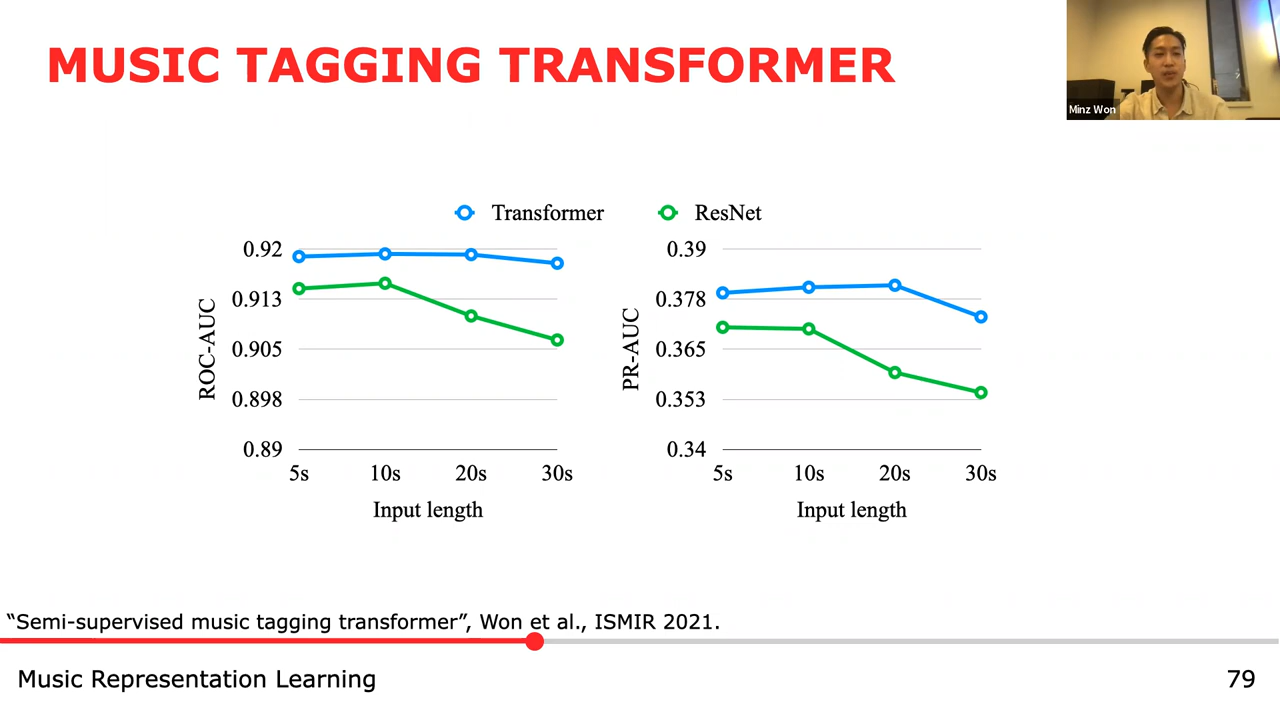 MUSIC TAGGING TRANSFORMER
Minz Won
Transformer
ResNet
ROC-AUC
0.92
0.913
0.905
0.898
0.89
5s 10s 20s 30s
Input length
PR-AUC
0.39
0.378
0.365
0.353
0.34
5s 10s 20s 30s
Input length
“Semi-supervised music tagging transformer”, Won et al., ISMIR 2021.
Music Representation Learning
79